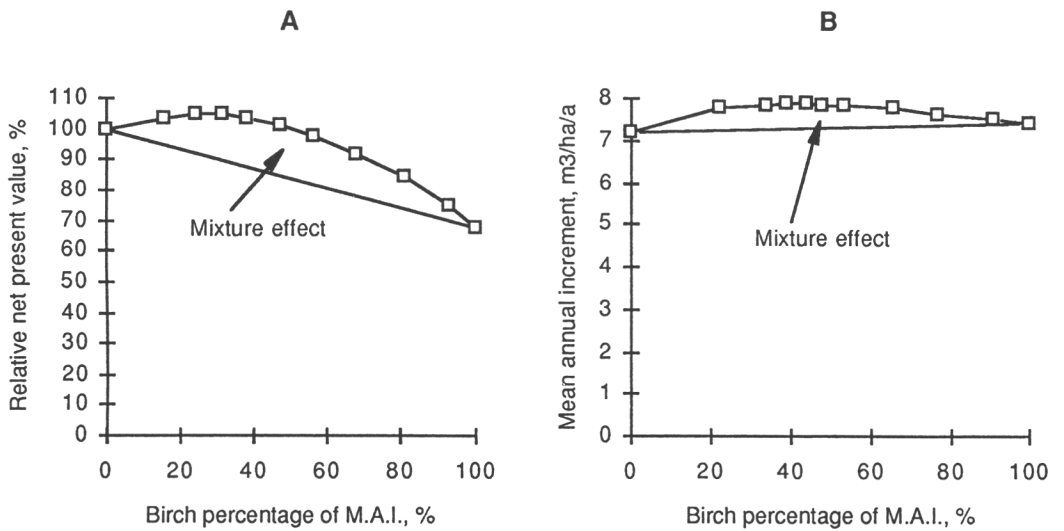 A
Relative net present value, %
110
100
90
80
70
60
50
40
30
20
10
0
Mixture effect
0 20 40 60 80 100
Birch percentage of M.A.I., %
B
Mean annual increment, m3/ha/a
8
7
6
5
4
3
2
1
0
Mixture effect
0 20 40 60 80 100
Birch percentage of M.A.I., %